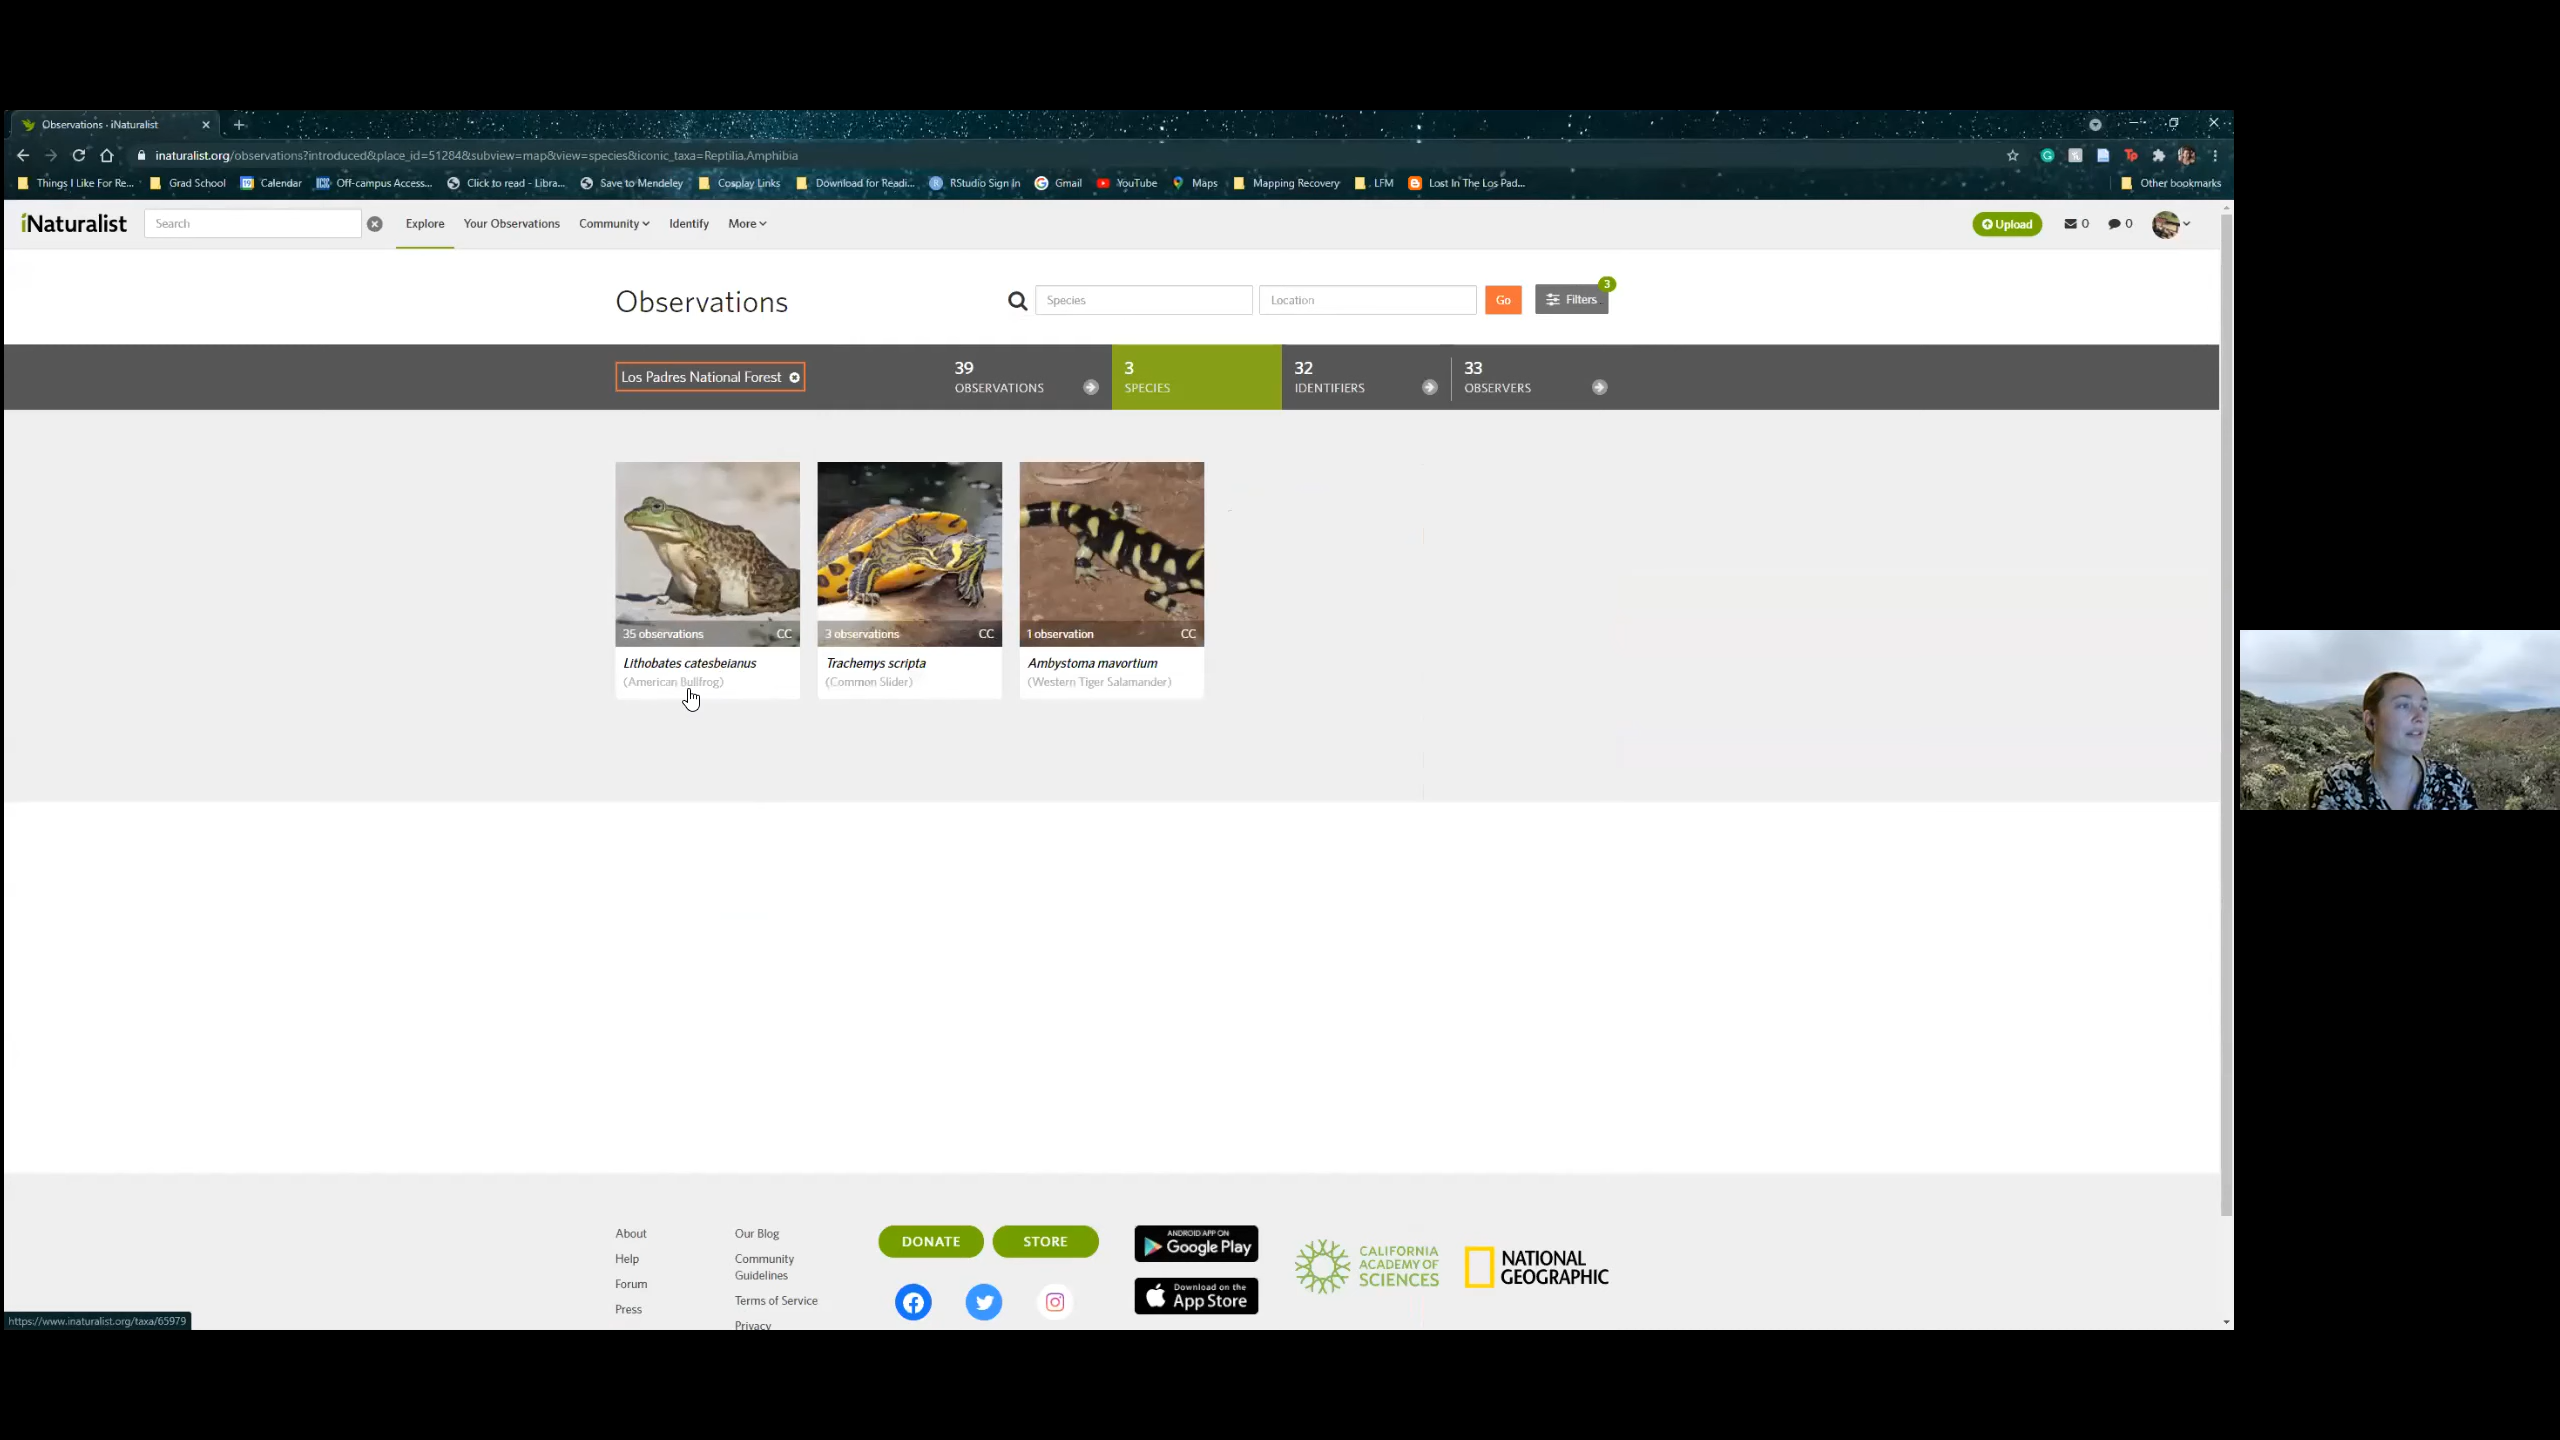 Observations · iNaturalist
inaturalist.org/observations?introduced&place_id=51284&subview=map&view=species&iconic_taxa=Reptilia,Amphibia
Things I Like For Re... Grad School Calendar Off-campus Access... Click to read - Libra... Save to Mendeley Cosplay Links Download for Readi... RStudio Sign In Gmail YouTube Maps Mapping Recovery LFM Lost In The Los Pad... Other bookmarks
iNaturalist Search Explore Your Observations Community Identify More Upload 0 0
3
Observations Species Location Go Filters
39 3 32 33
Los Padres National Forest OBSERVATIONS SPECIES IDENTIFIERS OBSERVERS
35 observations CC 3 observations CC 1 observation CC
Lithobates catesbeianus Trachemys scripta Ambystoma mavortium
(American Bullfrog) (Common Slider) (Western Tiger Salamander)
About Our Blog DONATE STORE ANDROID APP ON
Google Play
Help Community
Guidelines
Forum
Press Terms of Service
Privacy
Download on the
App Store
CALIFORNIA
ACADEMY OF
SCIENCES
NATIONAL
GEOGRAPHIC
https://www.inaturalist.org/taxa/65979